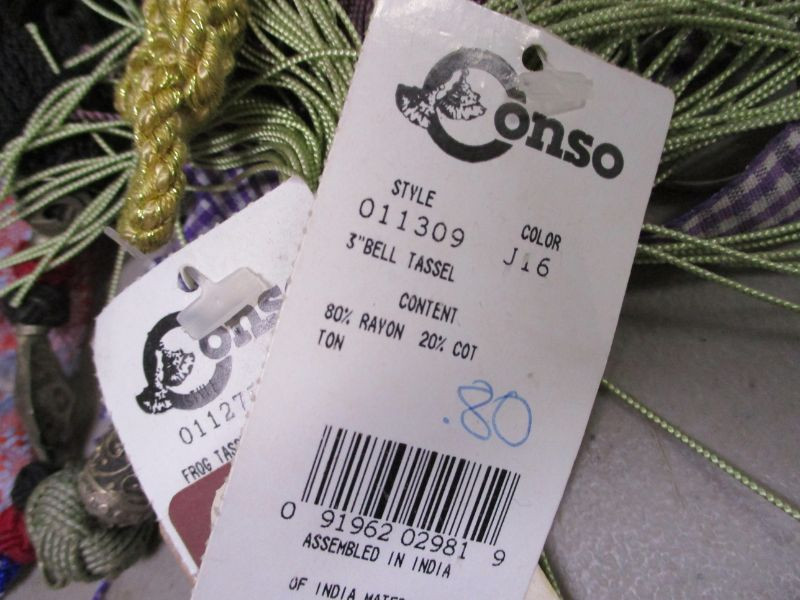 Conso
STYLE COLOR
011309 J16
3"BELL TASSEL
CONTENT
80% RAYON 20% COT
TON
.80
0 91962 02981 9
ASSEMBLED IN INDIA
OF INDIA
Conso
01127
FROG